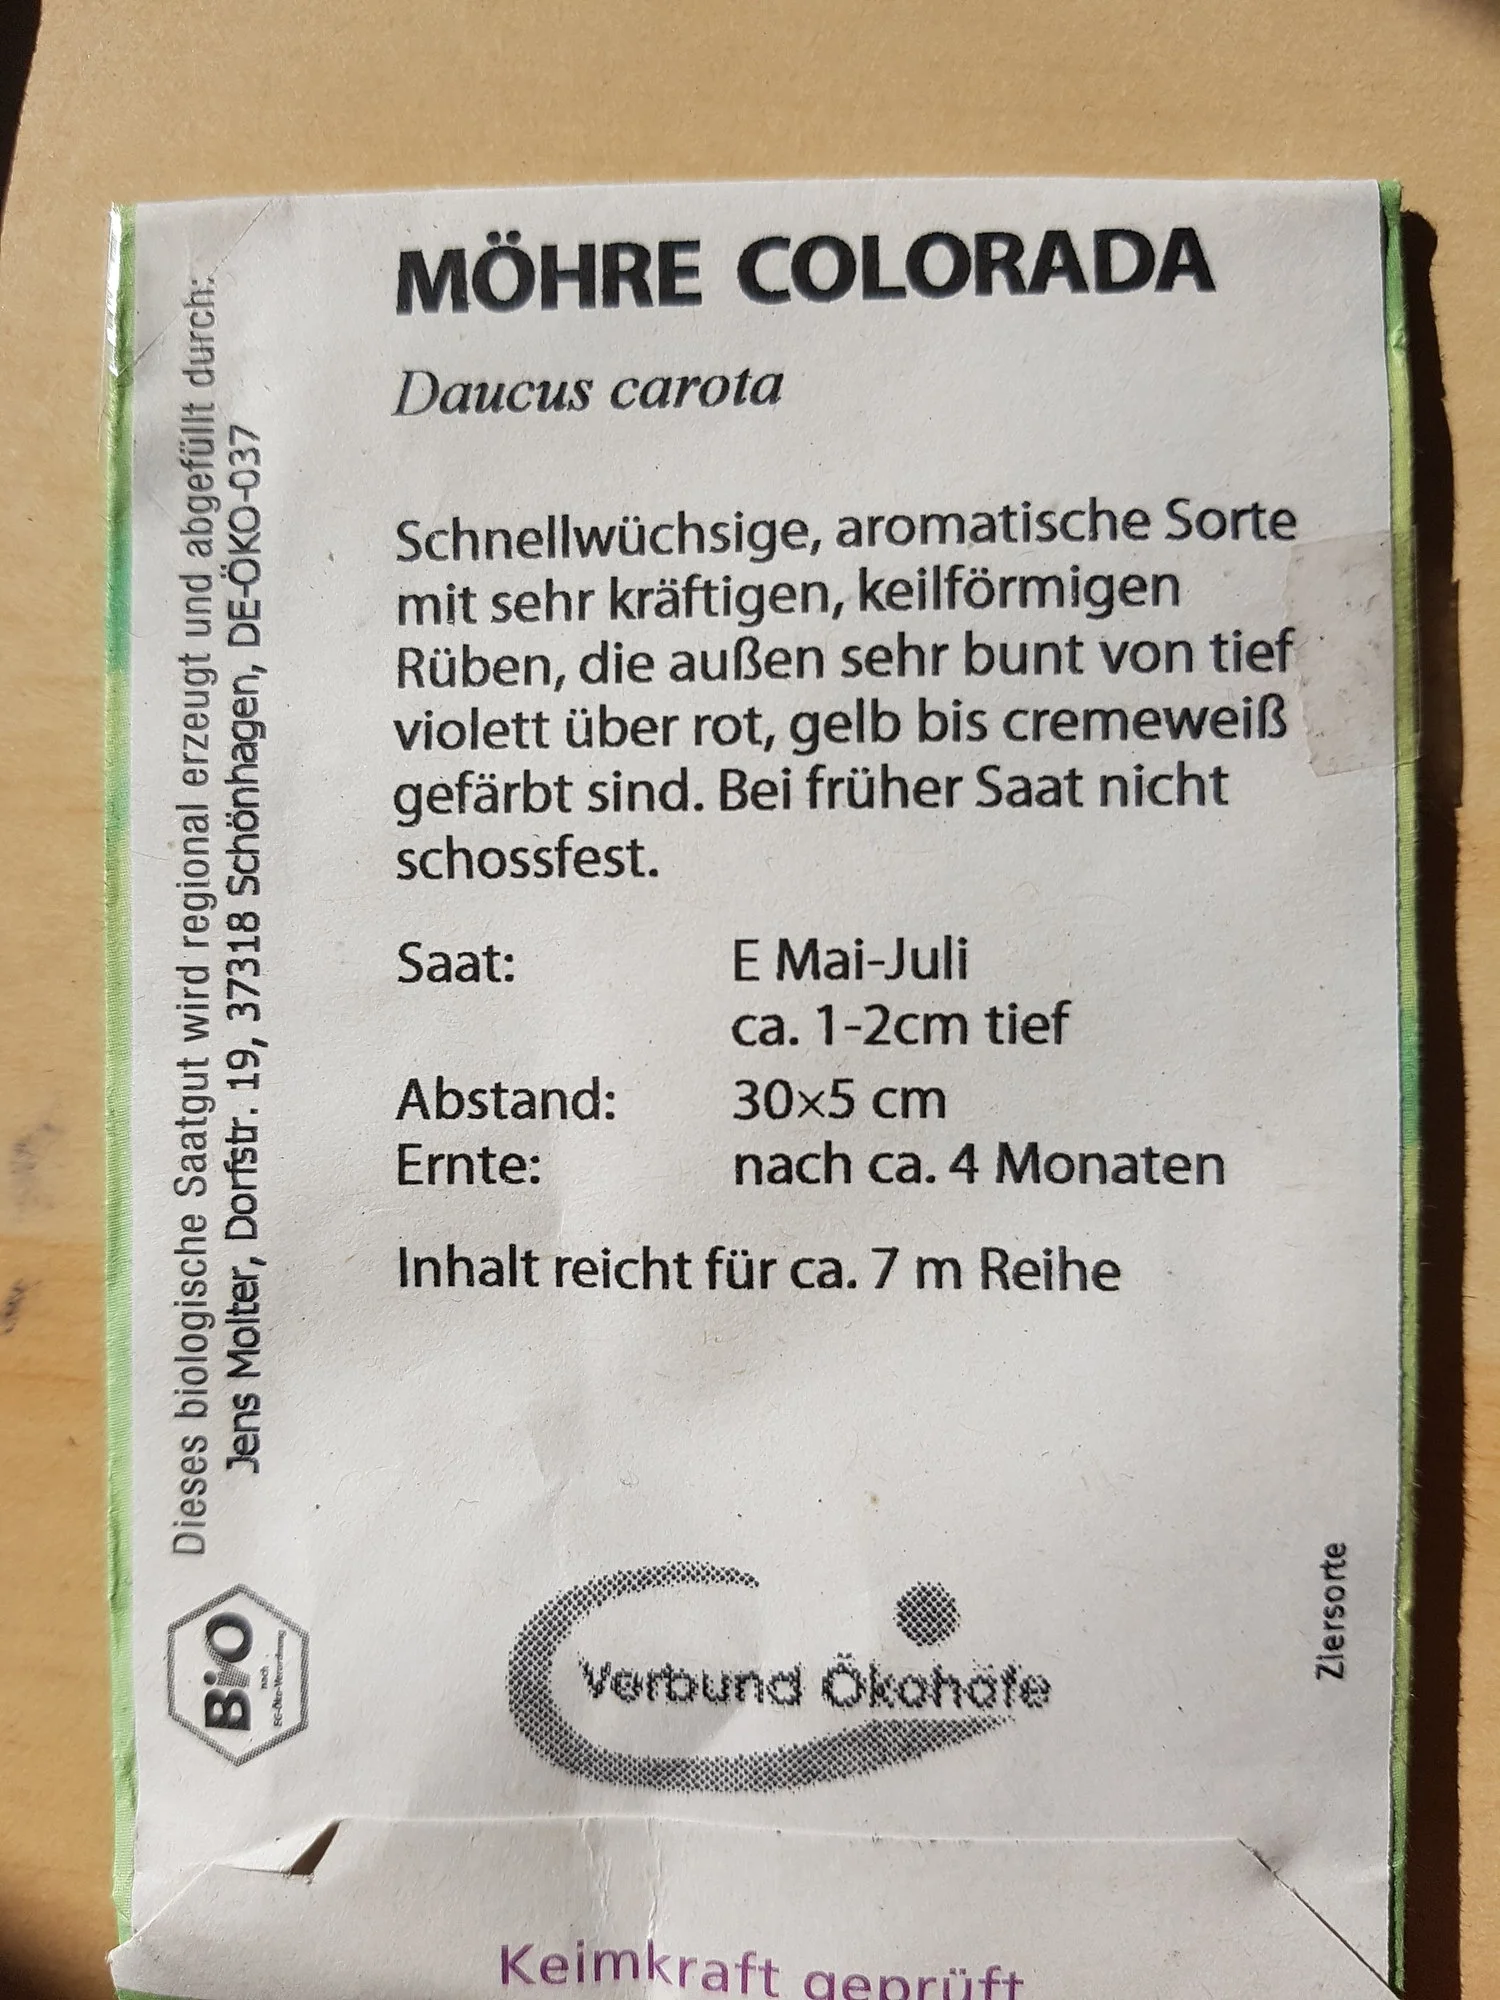 MÖHRE COLORADA
Daucus carota
Schnellwüchsige, aromatische Sorte
mit sehr kräftigen, keilförmigen
Rüben, die außen sehr bunt von tief
violett über rot, gelb bis cremeweiß
gefärbt sind. Bei früher Saat nicht
schossfest.
Saat: E Mai-Juli
ca. 1-2cm tief
Abstand: 30×5 cm
Ernte: nach ca. 4 Monaten
Inhalt reicht für ca. 7 m Reihe
Dieses biologische Saatgut wird regional erzeugt und abgefüllt durch:
Jens Molter, Dorfstr. 19, 37318 Schönhagen, DE-ÖKO-037
Bio
nach
EG-Öko-Verordnung
Verbund Ökohöfe
Ziersorte
Keimkraft geprüft